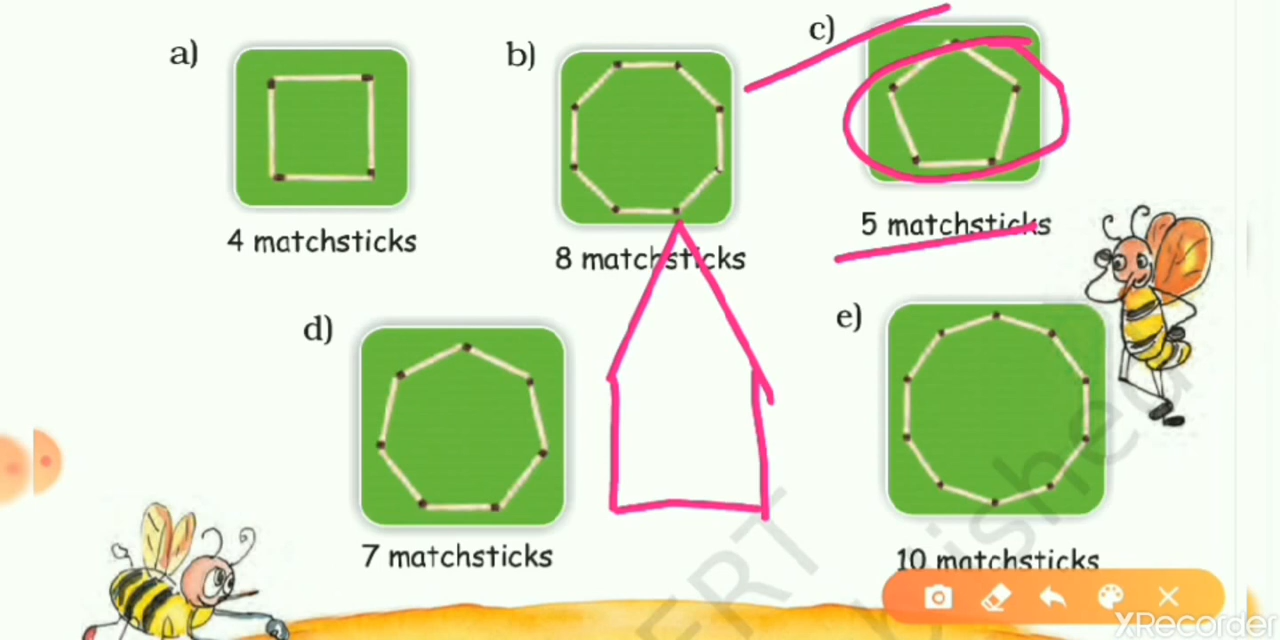 a)
b)
c)
4 matchsticks
8 matchsticks
5 matchsticks
d)
e)
7 matchsticks
10 matchsticks
XRecorder